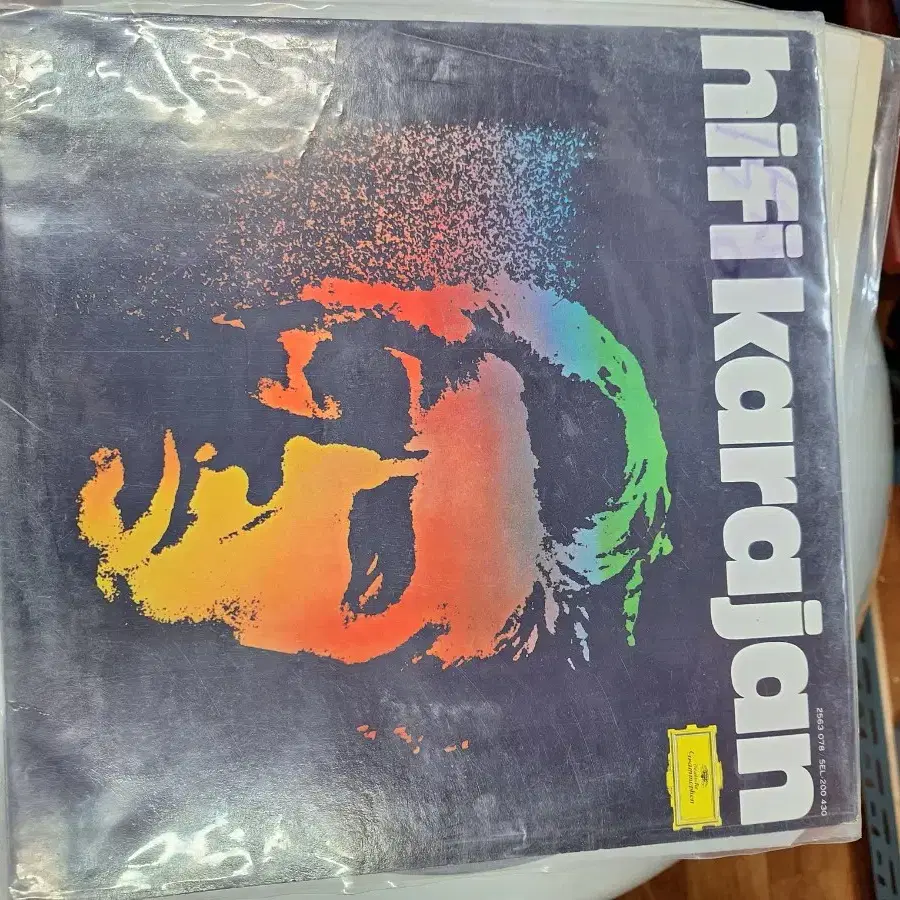 hifi karajan
2563 078 / SEL 200 430
Deutsche
Grammophon